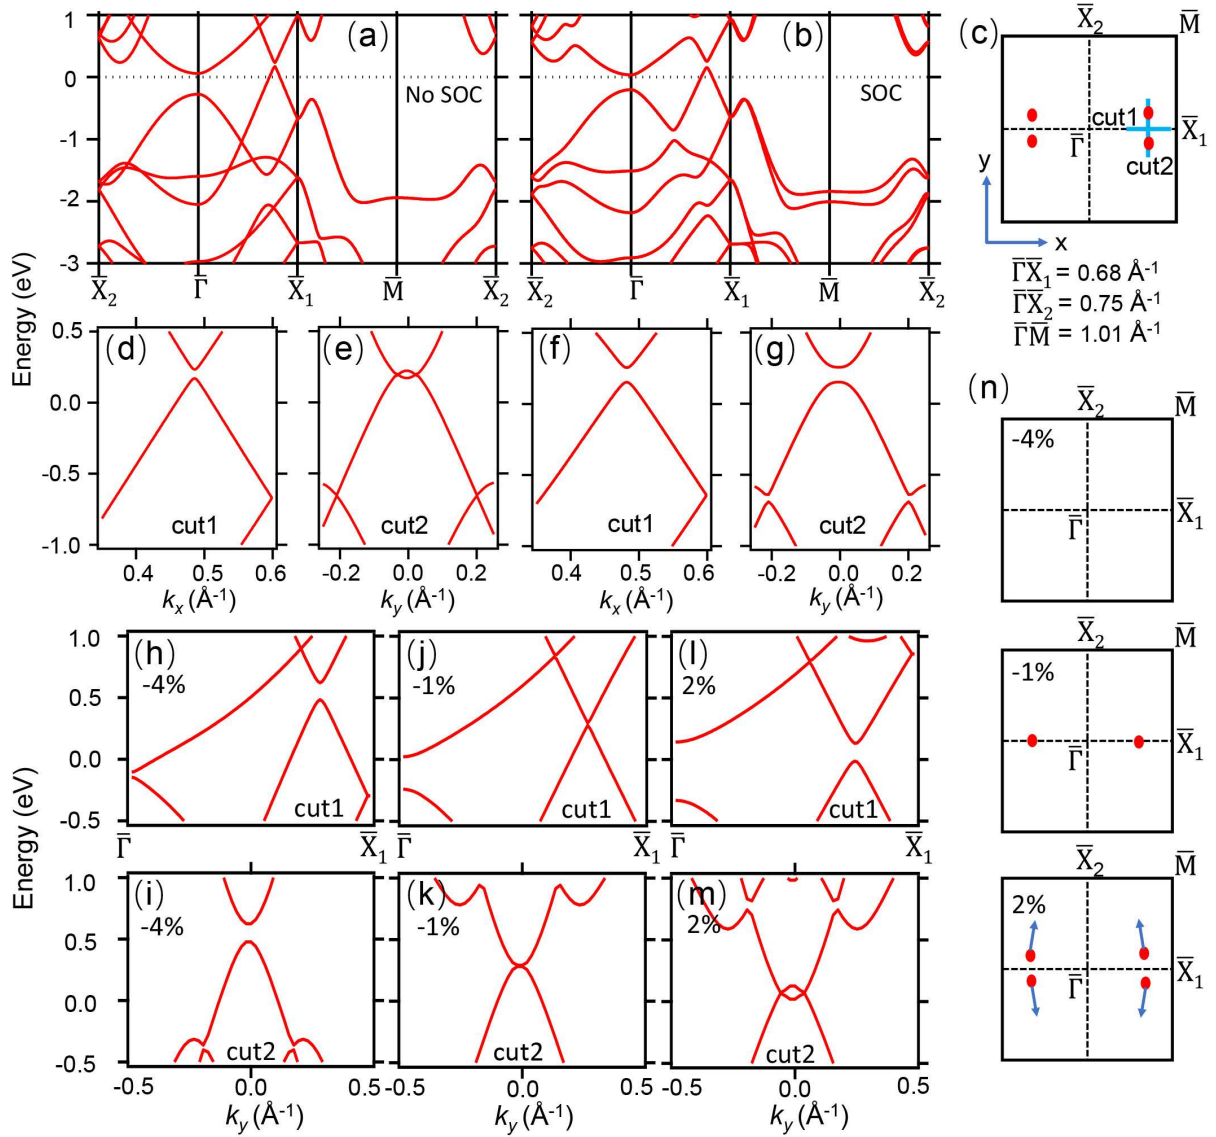 (a)
(b)
(c)
1
0
-1
-2
-3
No SOC
SOC
X̅₂
Γ̅
X̅₁
M̅
X̅₂
X̅₂
Γ̅
X̅₁
M̅
X̅₂
Energy (eV)
X̅₂
M̅
cut1
X̅₁
Γ̅
cut2
y
x
Γ̅X̅₁ = 0.68 Å⁻¹
Γ̅X̅₂ = 0.75 Å⁻¹
Γ̅M̅ = 1.01 Å⁻¹
(d)
(e)
(f)
(g)
0.5
0.0
-0.5
-1.0
cut1
cut2
cut1
cut2
0.4 0.5 0.6
-0.2 0.0 0.2
0.4 0.5 0.6
-0.2 0.0 0.2
kₓ (Å⁻¹)
k_y (Å⁻¹)
kₓ (Å⁻¹)
k_y (Å⁻¹)
(h)
-4%
(j)
-1%
(l)
2%
1.0
0.5
0.0
-0.5
cut1
cut1
cut1
Γ̅
X̅₁
Γ̅
X̅₁
Γ̅
X̅₁
Energy (eV)
(i)
-4%
(k)
-1%
(m)
2%
1.0
0.5
0.0
-0.5
cut2
cut2
cut2
-0.5 0.0 0.5
-0.5 0.0 0.5
-0.5 0.0 0.5
k_y (Å⁻¹)
k_y (Å⁻¹)
k_y (Å⁻¹)
(n)
X̅₂
M̅
-4%
X̅₁
Γ̅
X̅₂
M̅
-1%
X̅₁
Γ̅
X̅₂
M̅
2%
X̅₁
Γ̅